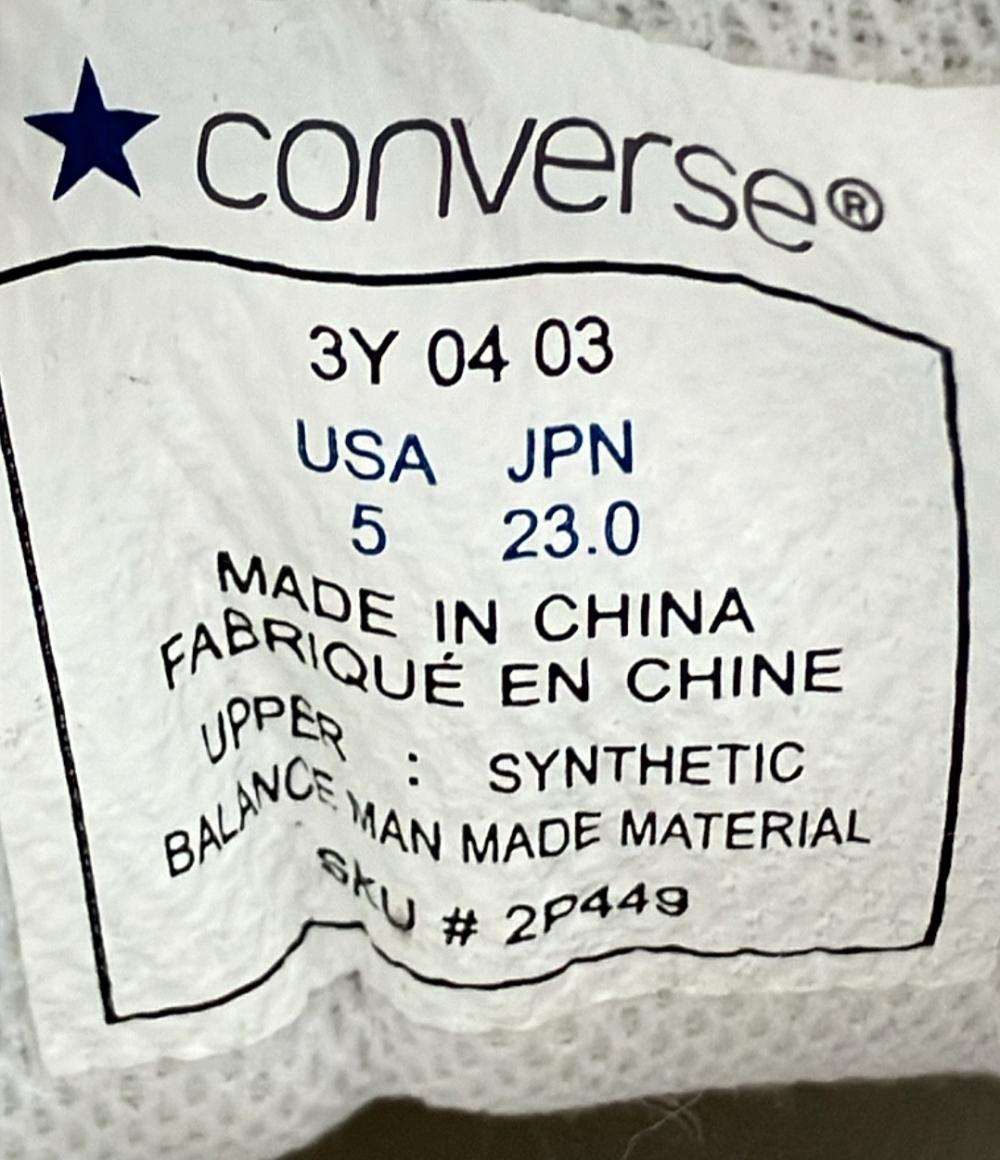 converse®
3Y 04 03
USA JPN
5 23.0
MADE IN CHINA
FABRIQUÉ EN CHINE
UPPER : SYNTHETIC
BALANCE: MAN MADE MATERIAL
SKU # 2P449